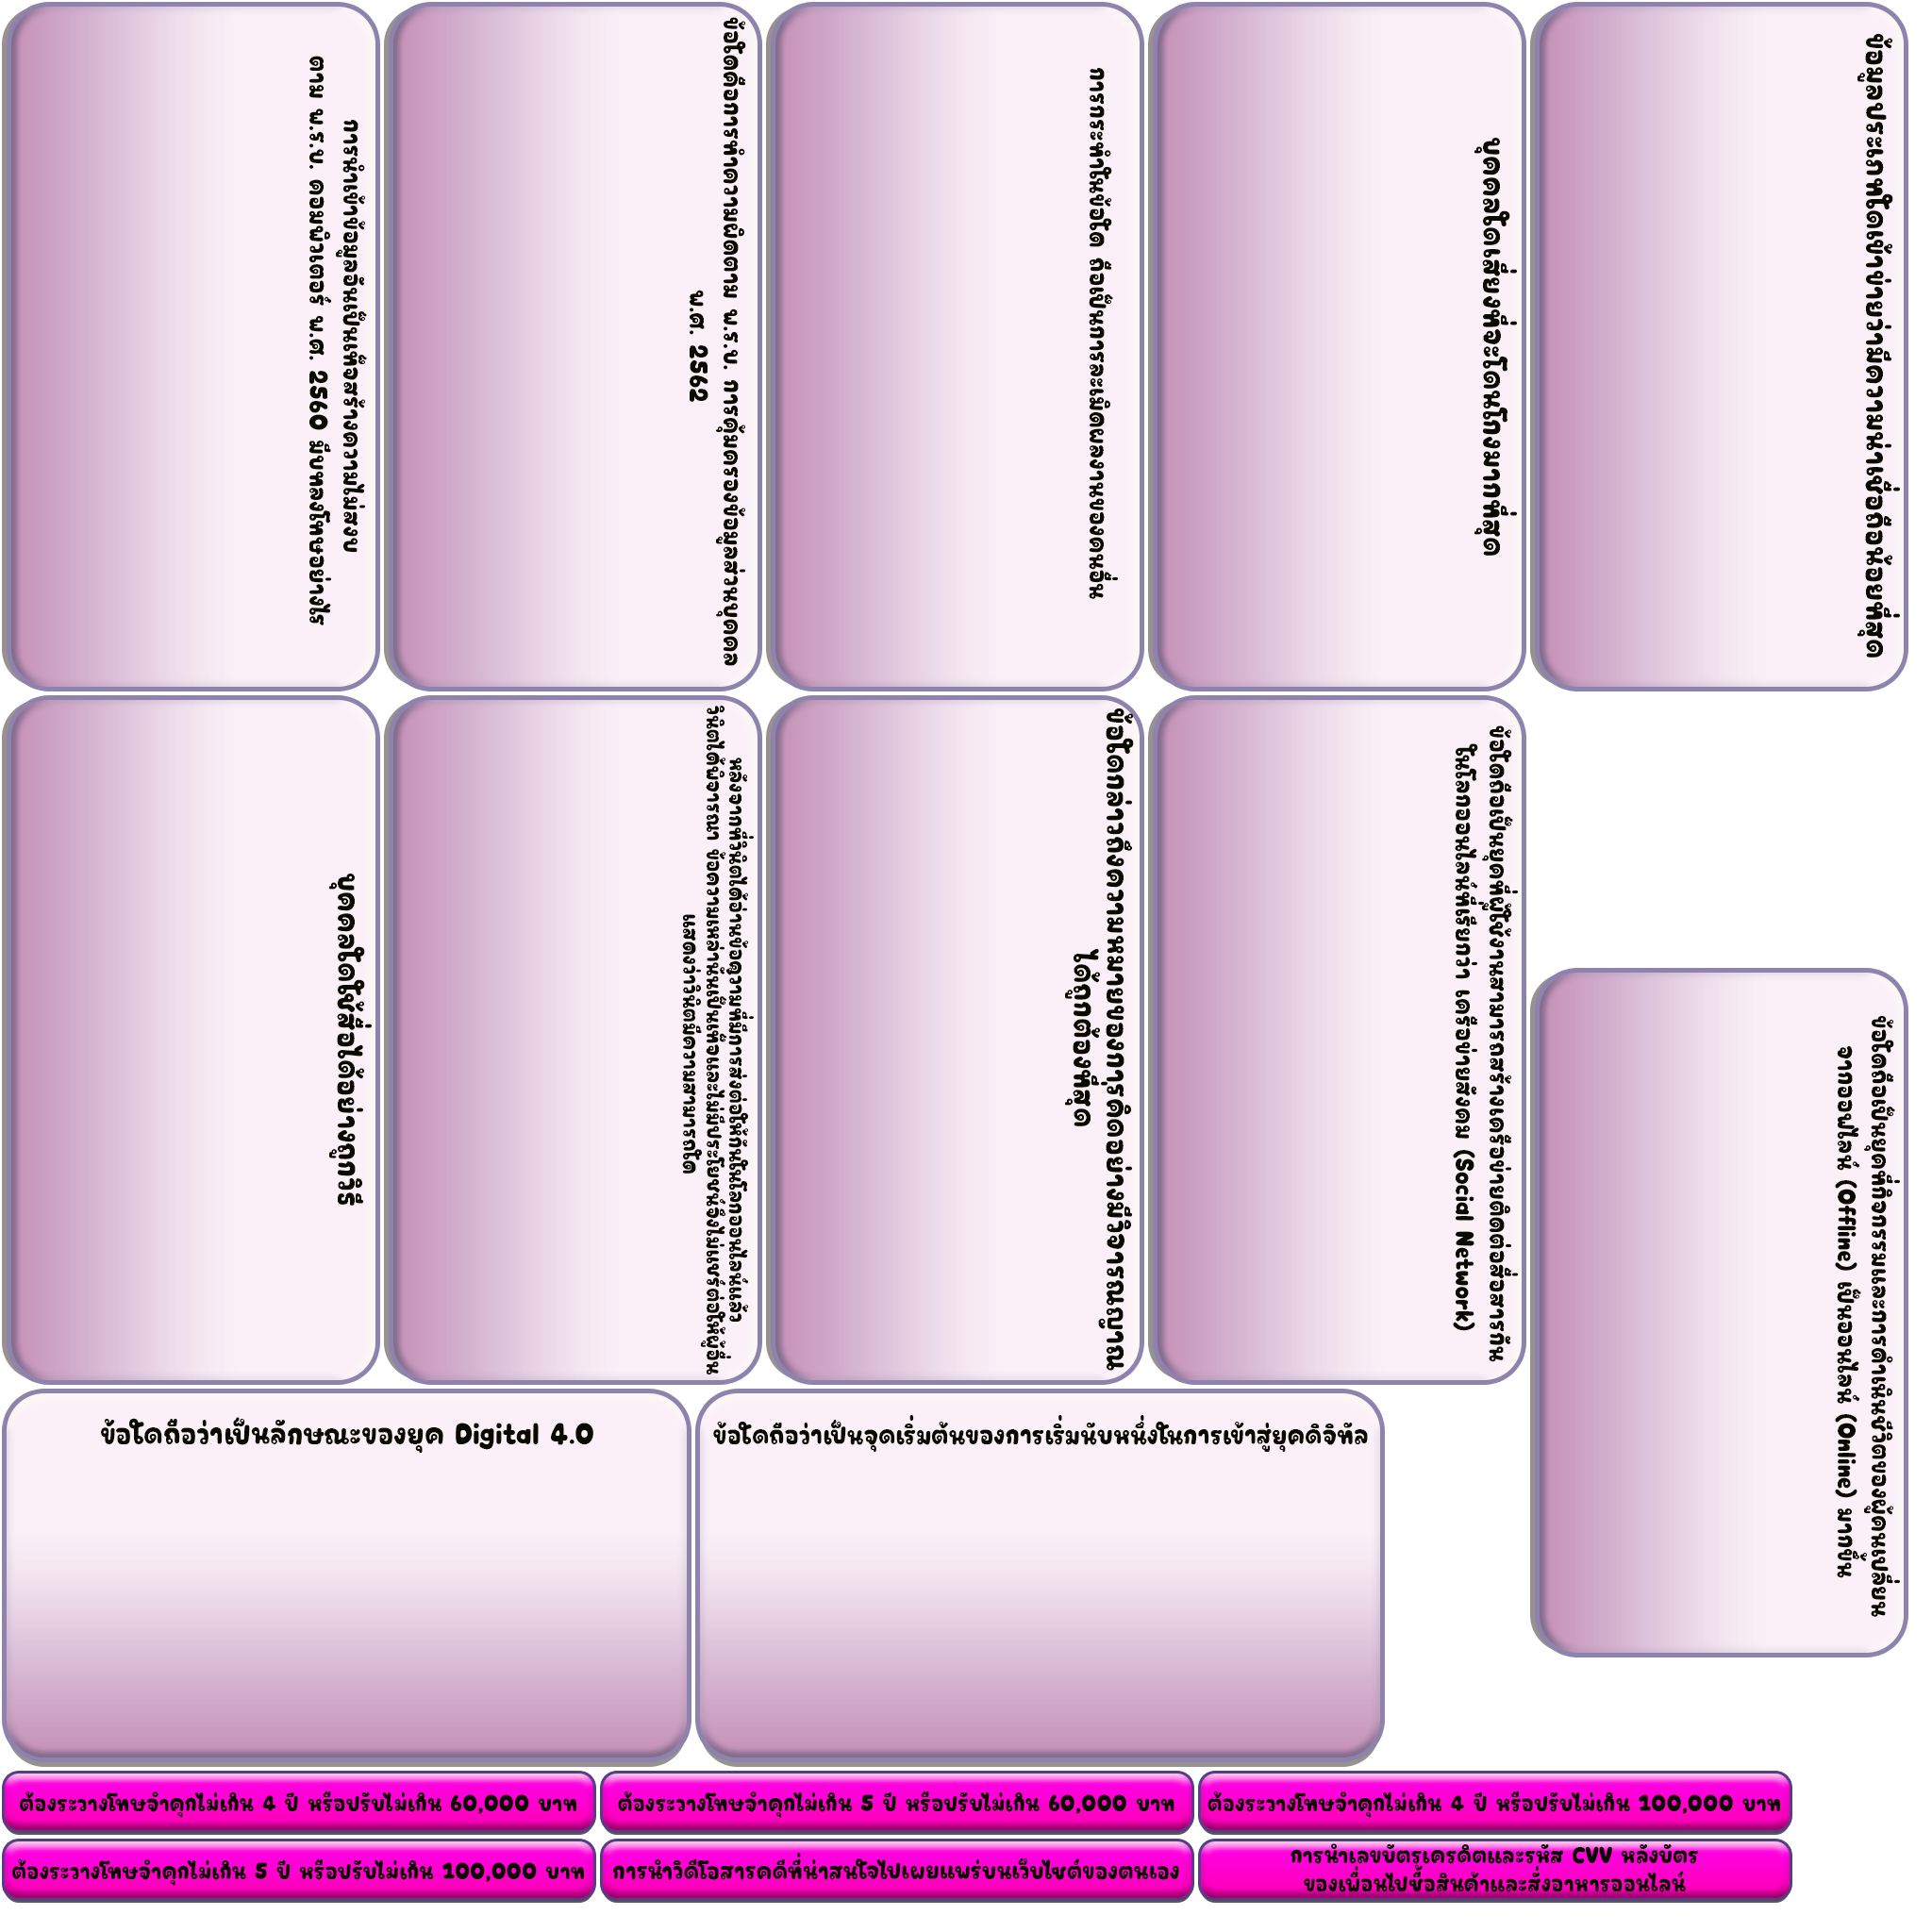 การนำเข้าข้อมูลอันเป็นเท็จสร้างความไม่สงบ
ตาม พ.ร.บ. คอมพิวเตอร์ พ.ศ. 2560 มีบทลงโทษอย่างไร
ข้อใดคือการทำความผิดตาม พ.ร.บ. การคุ้มครองข้อมูลส่วนบุคคล
พ.ศ. 2562
การกระทำในข้อใด ถือเป็นการละเมิดผลงานของคนอื่น
บุคคลใดเสี่ยงที่จะโดนโกงมากที่สุด
ข้อมูลประเภทใดเข้าข่ายว่ามีความน่าเชื่อถือน้อยที่สุด
บุคคลใดใช้สื่อได้อย่างถูกวิธี
หลังจากที่วินิตได้อ่านข้อความที่มีการส่งต่อให้กันในโลกออนไลน์แล้ว
วินิตได้พิจารณา ข้อความเหล่านั้นเป็นเท็จและไม่มีประโยชน์จึงไม่แชร์ต่อให้ผู้อื่น
แสดงว่าวินิตมีความสามารถใด
ข้อใดกล่าวถึงความหมายของการคิดอย่างมีวิจารณญาณ
ได้ถูกต้องที่สุด
ข้อใดถือเป็นยุคที่ผู้ใช้งานสามารถสร้างเครือข่ายติดต่อสื่อสารกัน
ในโลกออนไลน์ที่เรียกว่า เครือข่ายสังคม (Social Network)
ข้อใดถือเป็นยุคที่กิจกรรมและการดำเนินชีวิตของผู้คนเปลี่ยน
จากออฟไลน์ (Offline) เป็นออนไลน์ (Online) มากขึ้น
ข้อใดถือว่าเป็นลักษณะของยุค Digital 4.0
ข้อใดถือว่าเป็นจุดเริ่มต้นของการเริ่มนับหนึ่งในการเข้าสู่ยุคดิจิทัล
ต้องระวางโทษจำคุกไม่เกิน 4 ปี หรือปรับไม่เกิน 60,000 บาท
ต้องระวางโทษจำคุกไม่เกิน 5 ปี หรือปรับไม่เกิน 60,000 บาท
ต้องระวางโทษจำคุกไม่เกิน 4 ปี หรือปรับไม่เกิน 100,000 บาท
ต้องระวางโทษจำคุกไม่เกิน 5 ปี หรือปรับไม่เกิน 100,000 บาท
การนำวิดีโอสารคดีที่น่าสนใจไปเผยแพร่บนเว็บไซต์ของตนเอง
การนำเลขบัตรเครดิตและรหัส CVV หลังบัตร
ของเพื่อนไปซื้อสินค้าและสั่งอาหารออนไลน์